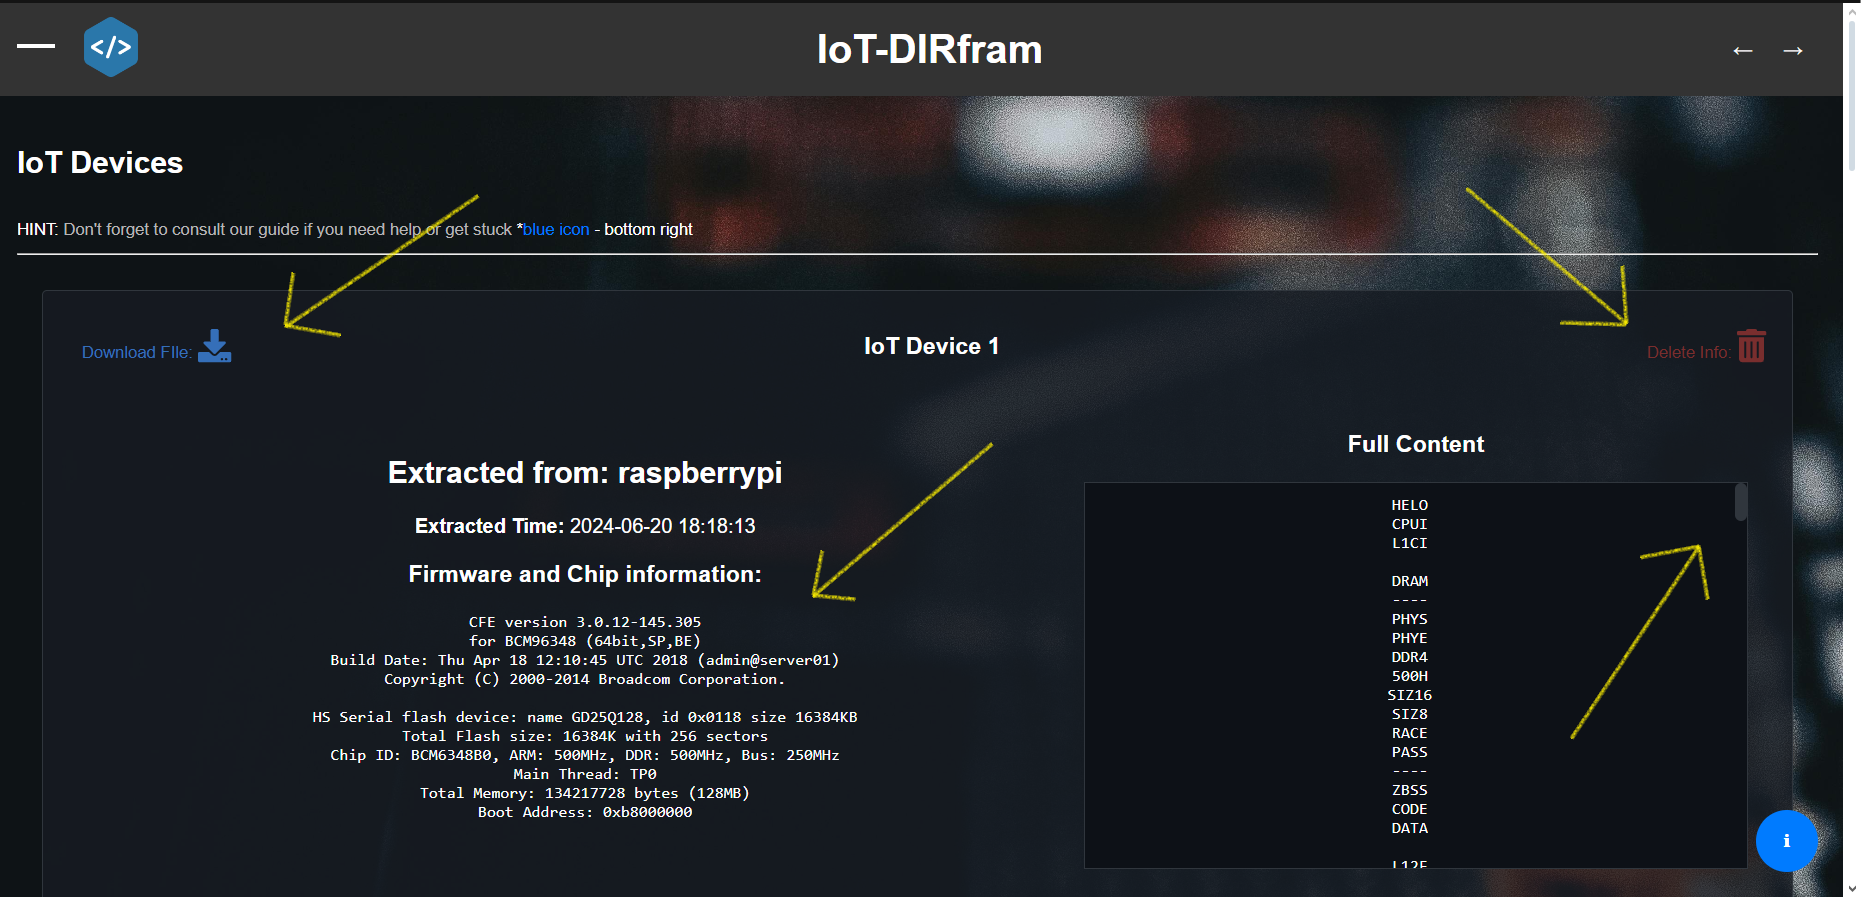 </>
IoT-DIRfram
← →
IoT Devices
HINT: Don't forget to consult our guide if you need help or get stuck *blue icon - bottom right
Download FIle:
IoT Device 1
Delete Info:
Extracted from: raspberrypi
Extracted Time: 2024-06-20 18:18:13
Firmware and Chip information:
CFE version 3.0.12-145.305
for BCM96348 (64bit,SP,BE)
Build Date: Thu Apr 18 12:10:45 UTC 2018 (admin@server01)
Copyright (C) 2000-2014 Broadcom Corporation.
HS Serial flash device: name GD25Q128, id 0x0118 size 16384KB
Total Flash size: 16384K with 256 sectors
Chip ID: BCM6348B0, ARM: 500MHz, DDR: 500MHz, Bus: 250MHz
Main Thread: TP0
Total Memory: 134217728 bytes (128MB)
Boot Address: 0xb8000000
Full Content
HELO
CPUI
L1CI
DRAM
----
PHYS
PHYE
DDR4
500H
SIZ16
SIZ8
RACE
PASS
----
ZBSS
CODE
DATA
i